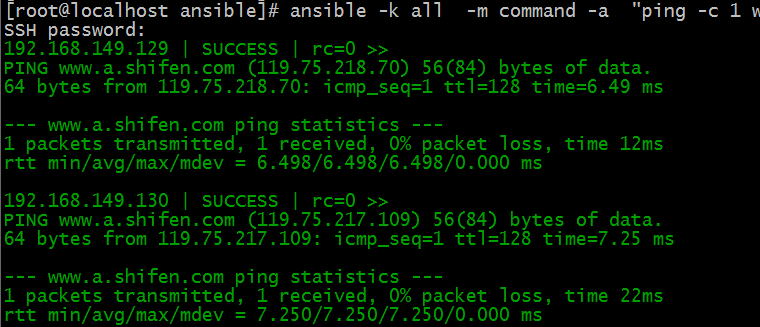 [root@localhost ansible]# ansible -k all  -m command -a  "ping -c 1 w
SSH password:
192.168.149.129 | SUCCESS | rc=0 >>
PING www.a.shifen.com (119.75.218.70) 56(84) bytes of data.
64 bytes from 119.75.218.70: icmp_seq=1 ttl=128 time=6.49 ms

--- www.a.shifen.com ping statistics ---
1 packets transmitted, 1 received, 0% packet loss, time 12ms
rtt min/avg/max/mdev = 6.498/6.498/6.498/0.000 ms

192.168.149.130 | SUCCESS | rc=0 >>
PING www.a.shifen.com (119.75.217.109) 56(84) bytes of data.
64 bytes from 119.75.217.109: icmp_seq=1 ttl=128 time=7.25 ms

--- www.a.shifen.com ping statistics ---
1 packets transmitted, 1 received, 0% packet loss, time 22ms
rtt min/avg/max/mdev = 7.250/7.250/7.250/0.000 ms